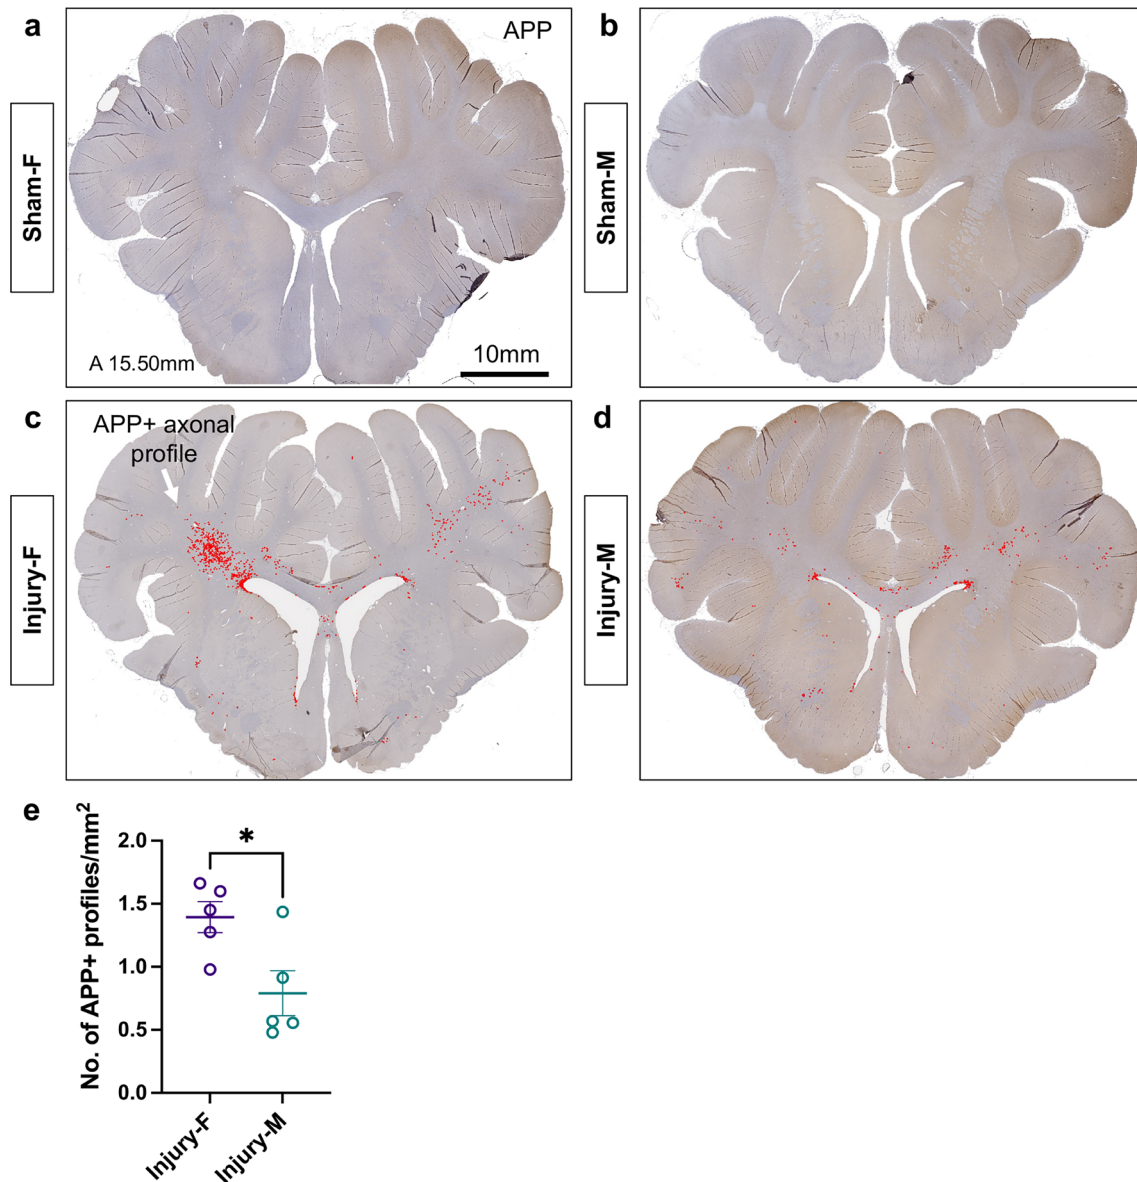 a
APP
b
Sham-F
Sham-M
A 15.50mm
10mm
c
APP+ axonal
profile
d
Injury-F
Injury-M
e
No. of APP+ profiles/mm²
2.0
1.5
1.0
0.5
0.0
*
Injury-F
Injury-M